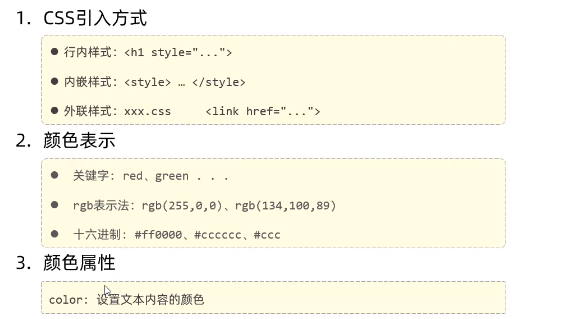 1. CSS引入方式
● 行内样式: <h1 style="...">
● 内嵌样式: <style> … </style>
● 外联样式: xxx.css <link href="...">
2. 颜色表示
● 关键字: red、green . . .
● rgb表示法: rgb(255,0,0)、rgb(134,100,89)
● 十六进制: #ff0000、#cccccc、#ccc
3. 颜色属性
color: 设置文本内容的颜色